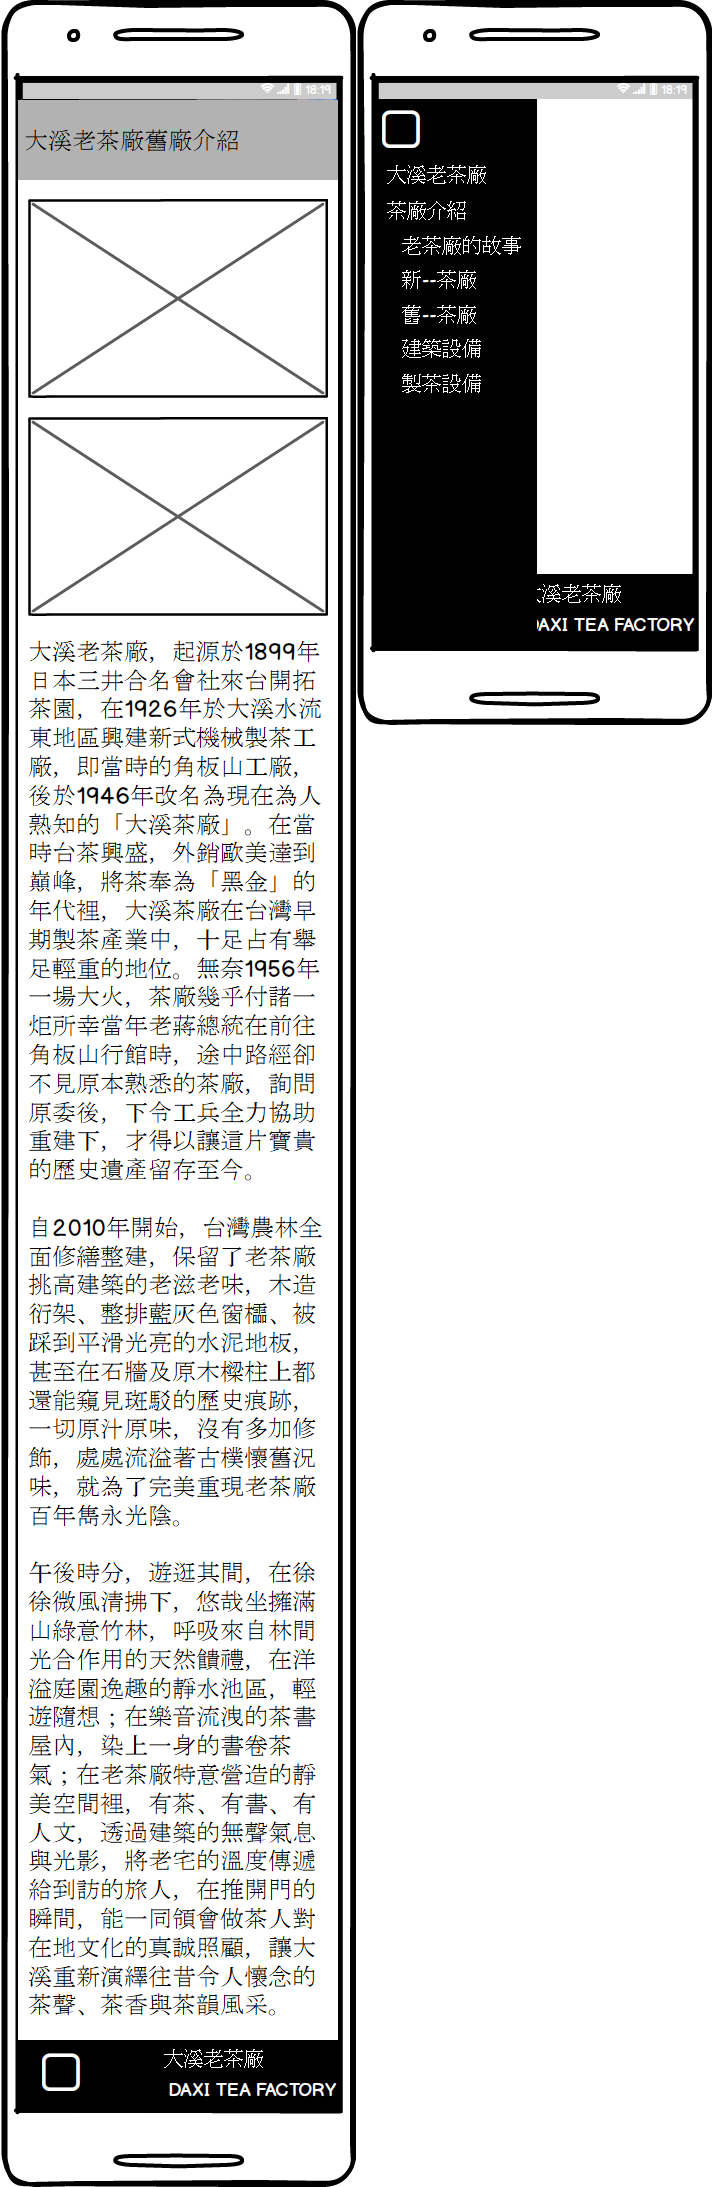 18:19
大溪老茶廠舊廠介紹
大溪老茶廠，起源於1899年
日本三井合名會社來台開拓
茶園，在1926年於大溪水流
東地區興建新式機械製茶工
廠，即當時的角板山工廠，
後於1946年改名為現在為人
熟知的「大溪茶廠」。在當
時台茶興盛，外銷歐美達到
巔峰，將茶奉為「黑金」的
年代裡，大溪茶廠在台灣早
期製茶產業中，十足占有舉
足輕重的地位。無奈1956年
一場大火，茶廠幾乎付諸一
炬所幸當年老蔣總統在前往
角板山行館時，途中路經卻
不見原本熟悉的茶廠，詢問
原委後，下令工兵全力協助
重建下，才得以讓這片寶貴
的歷史遺產留存至今。
自2010年開始，台灣農林全
面修繕整建，保留了老茶廠
挑高建築的老滋老味，木造
衍架、整排藍灰色窗櫺、被
踩到平滑光亮的水泥地板，
甚至在石牆及原木樑柱上都
還能窺見斑駁的歷史痕跡，
一切原汁原味，沒有多加修
飾，處處流溢著古樸懷舊況
味，就為了完美重現老茶廠
百年雋永光陰。
午後時分，遊逛其間，在徐
徐微風清拂下，悠哉坐擁滿
山綠意竹林，呼吸來自林間
光合作用的天然饋禮，在洋
溢庭園逸趣的靜水池區，輕
遊隨想；在樂音流洩的茶書
屋內，染上一身的書卷茶
氣；在老茶廠特意營造的靜
美空間裡，有茶、有書、有
人文，透過建築的無聲氣息
與光影，將老宅的溫度傳遞
給到訪的旅人，在推開門的
瞬間，能一同領會做茶人對
在地文化的真誠照顧，讓大
溪重新演繹往昔令人懷念的
茶聲、茶香與茶韻風采。
大溪老茶廠
DAXI TEA FACTORY
18:19
大溪老茶廠
茶廠介紹
老茶廠的故事
新--茶廠
舊--茶廠
建築設備
製茶設備
溪老茶廠
AXI TEA FACTORY